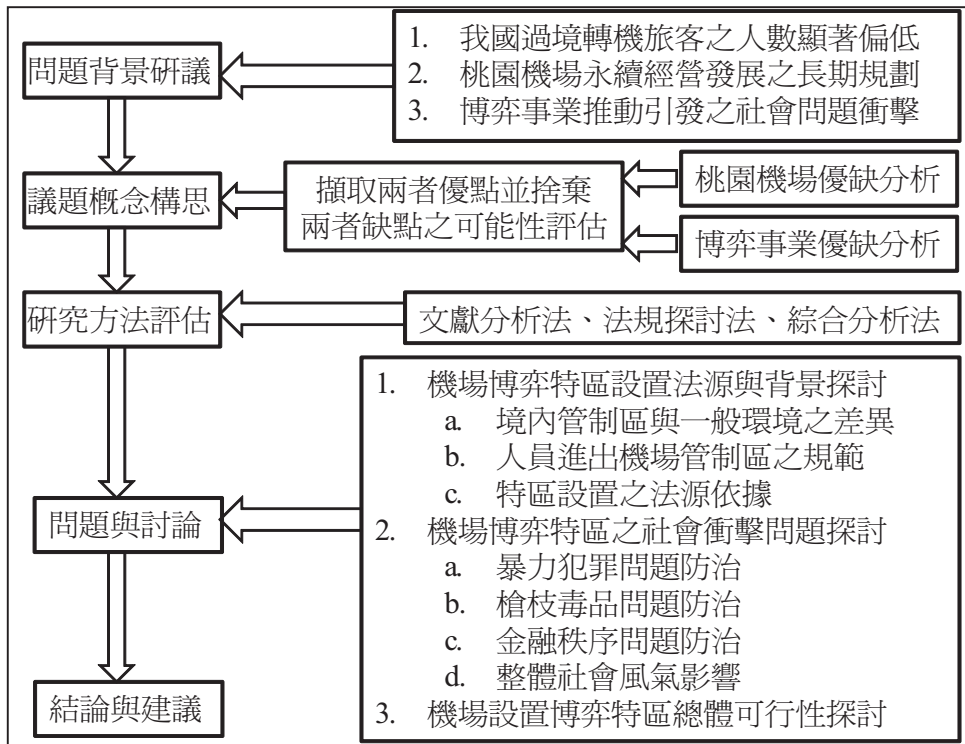 問題背景研議
1. 我國過境轉機旅客之人數顯著偏低
2. 桃園機場永續經營發展之長期規劃
3. 博弈事業推動引發之社會問題衝擊
議題概念構思
擷取兩者優點並捨棄
兩者缺點之可能性評估
桃園機場優缺分析
博弈事業優缺分析
研究方法評估
文獻分析法、法規探討法、綜合分析法
問題與討論
1. 機場博弈特區設置法源與背景探討
a. 境內管制區與一般環境之差異
b. 人員進出機場管制區之規範
c. 特區設置之法源依據
2. 機場博弈特區之社會衝擊問題探討
a. 暴力犯罪問題防治
b. 槍枝毒品問題防治
c. 金融秩序問題防治
d. 整體社會風氣影響
3. 機場設置博弈特區總體可行性探討
結論與建議